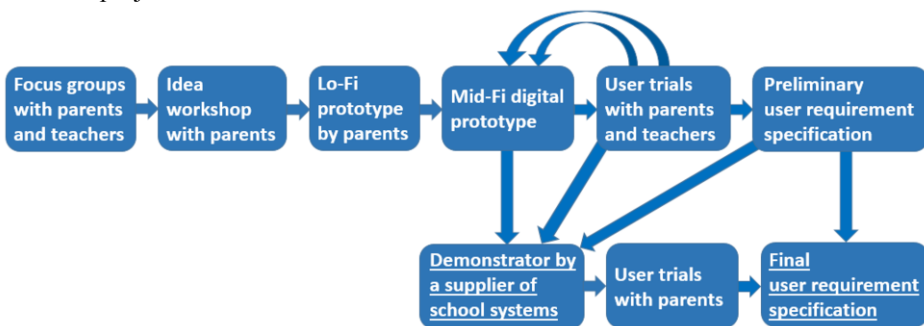 Focus groups
with parents
and teachers
Idea
workshop
with parents
Lo-Fi
prototype
by parents
Mid-Fi digital
prototype
User trials
with parents
and teachers
Preliminary
user requirement
specification
Demonstrator by
a supplier of
school systems
User trials
with parents
Final
user requirement
specification